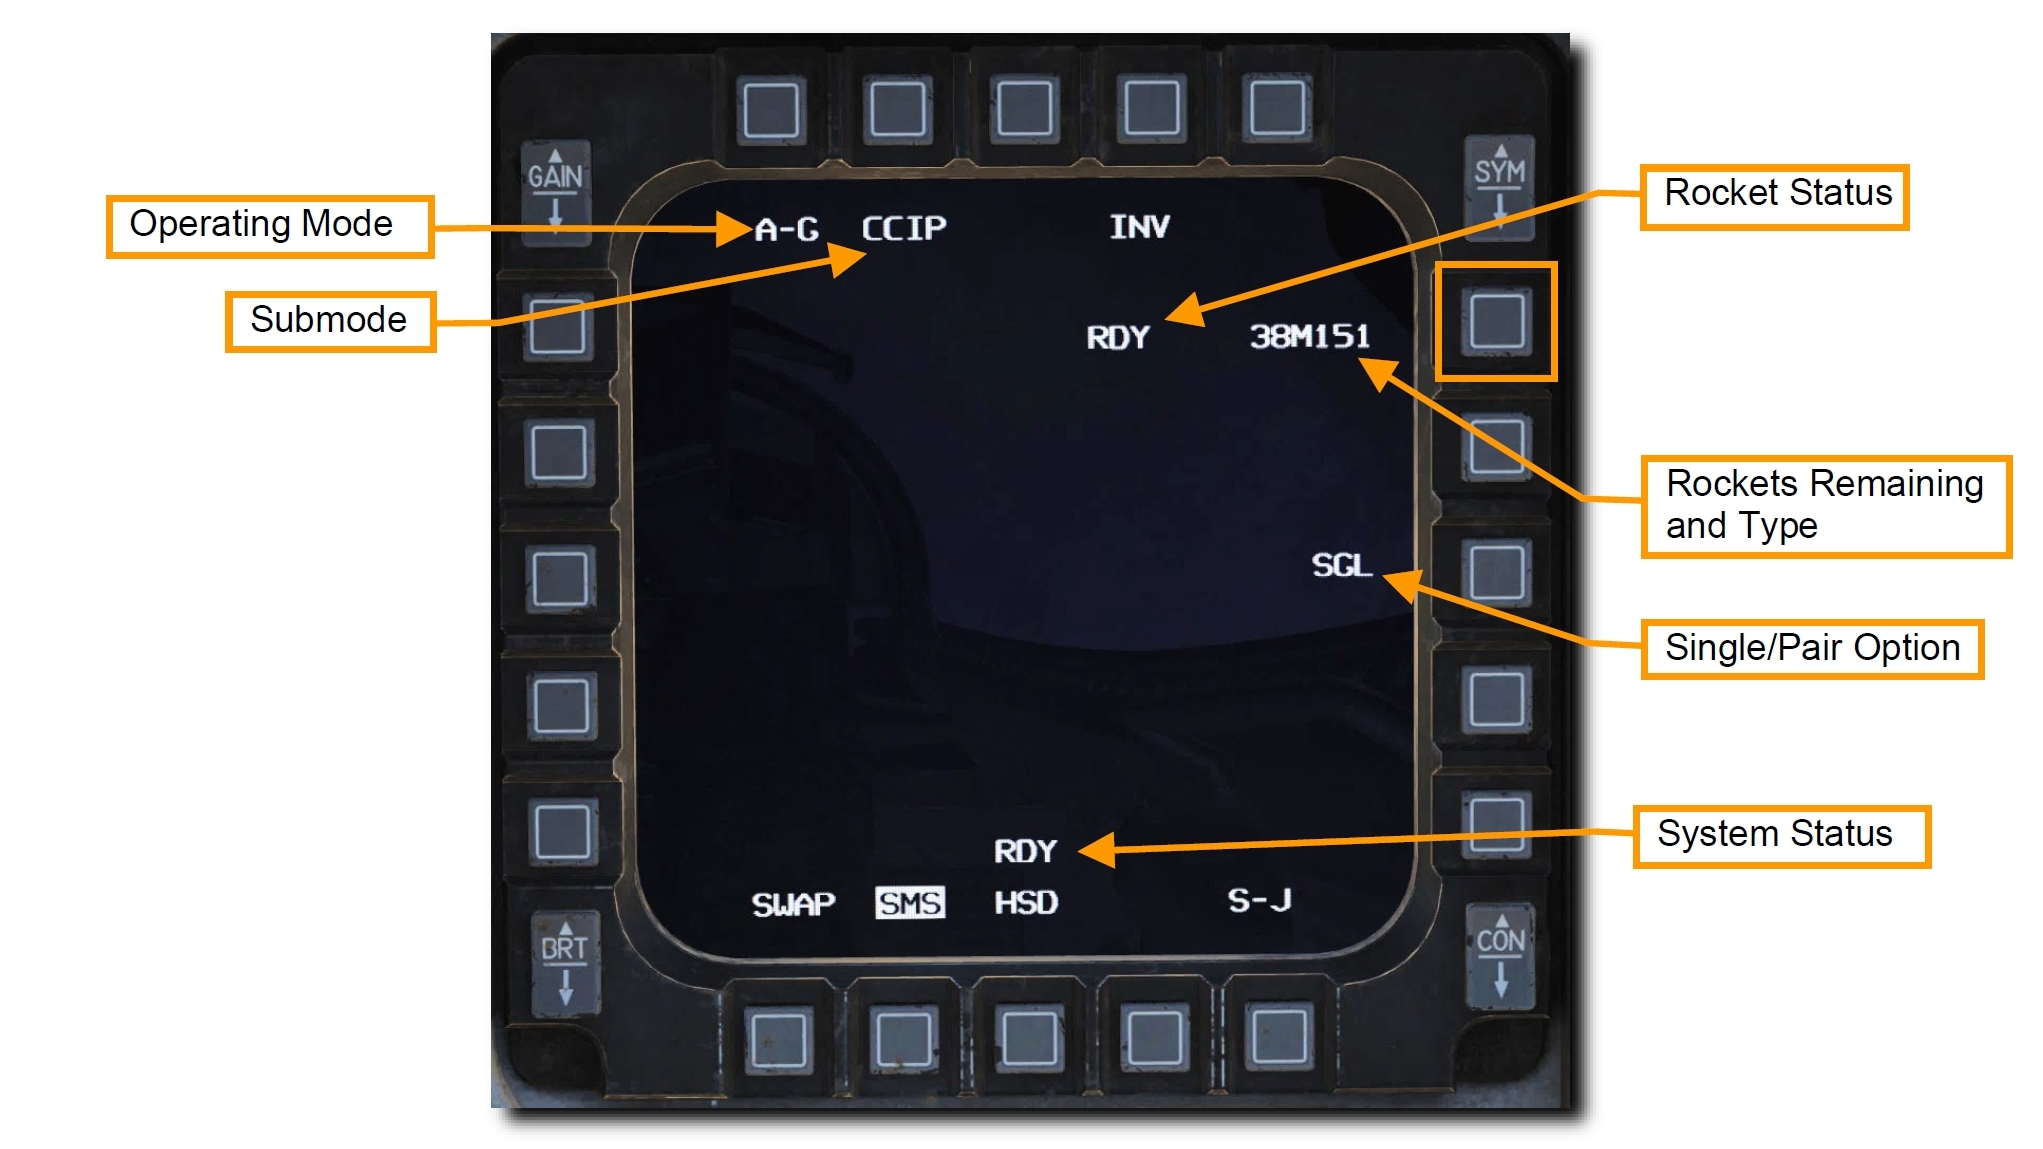 GAIN
SYM
Rocket Status
Operating Mode
A-G CCIP INV
Submode
RDY 38M151
Rockets Remaining
and Type
SGL
Single/Pair Option
RDY
System Status
SWAP SMS HSD S-J
BRT
CON